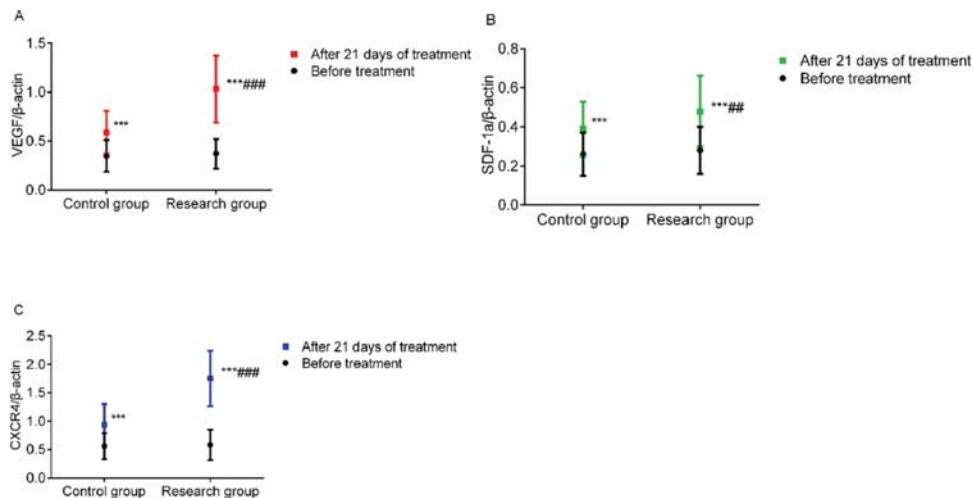 A
VEGF/β-actin
1.5
1.0
0.5
0.0
***
***###
Control group
Research group
After 21 days of treatment
Before treatment
B
SDF-1a/β-actin
0.8
0.6
0.4
0.2
0.0
***
***##
Control group
Research group
After 21 days of treatment
Before treatment
C
CXCR4/β-actin
2.5
2.0
1.5
1.0
0.5
0.0
***
***###
Control group
Research group
After 21 days of treatment
Before treatment